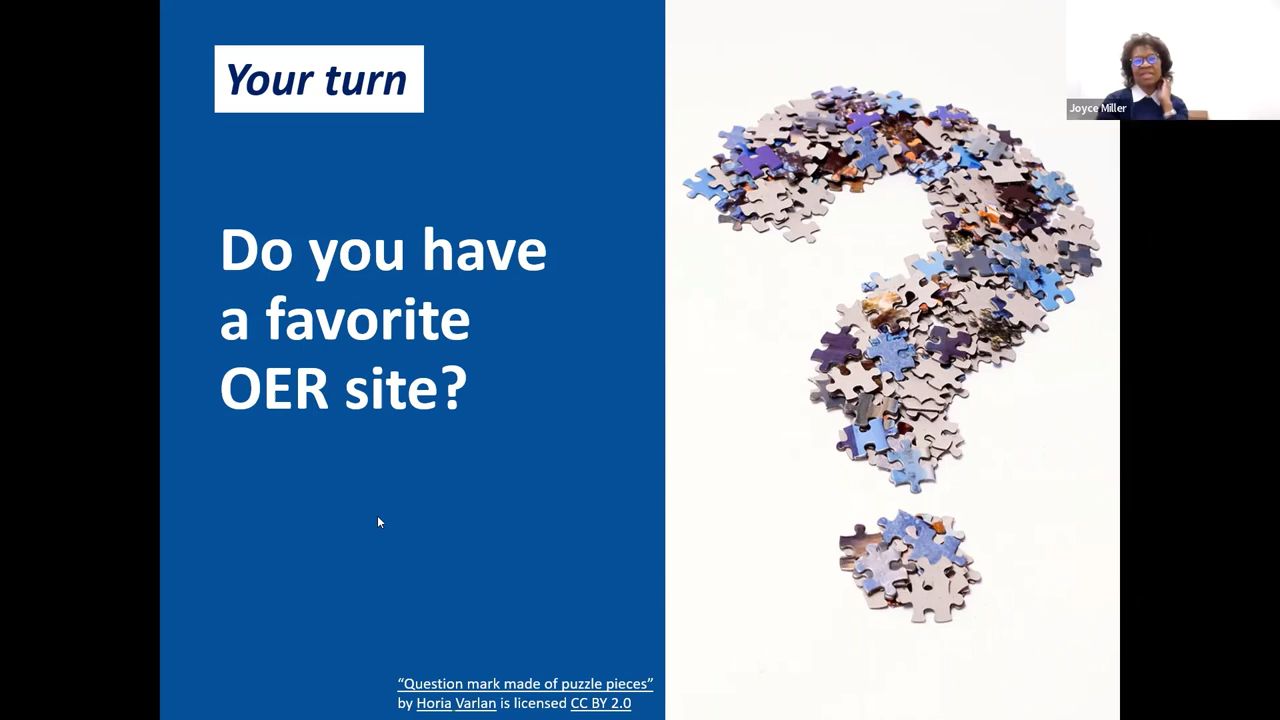 Your turn
Do you have
a favorite
OER site?
“Question mark made of puzzle pieces”
by Horia Varlan is licensed CC BY 2.0
Joyce Miller